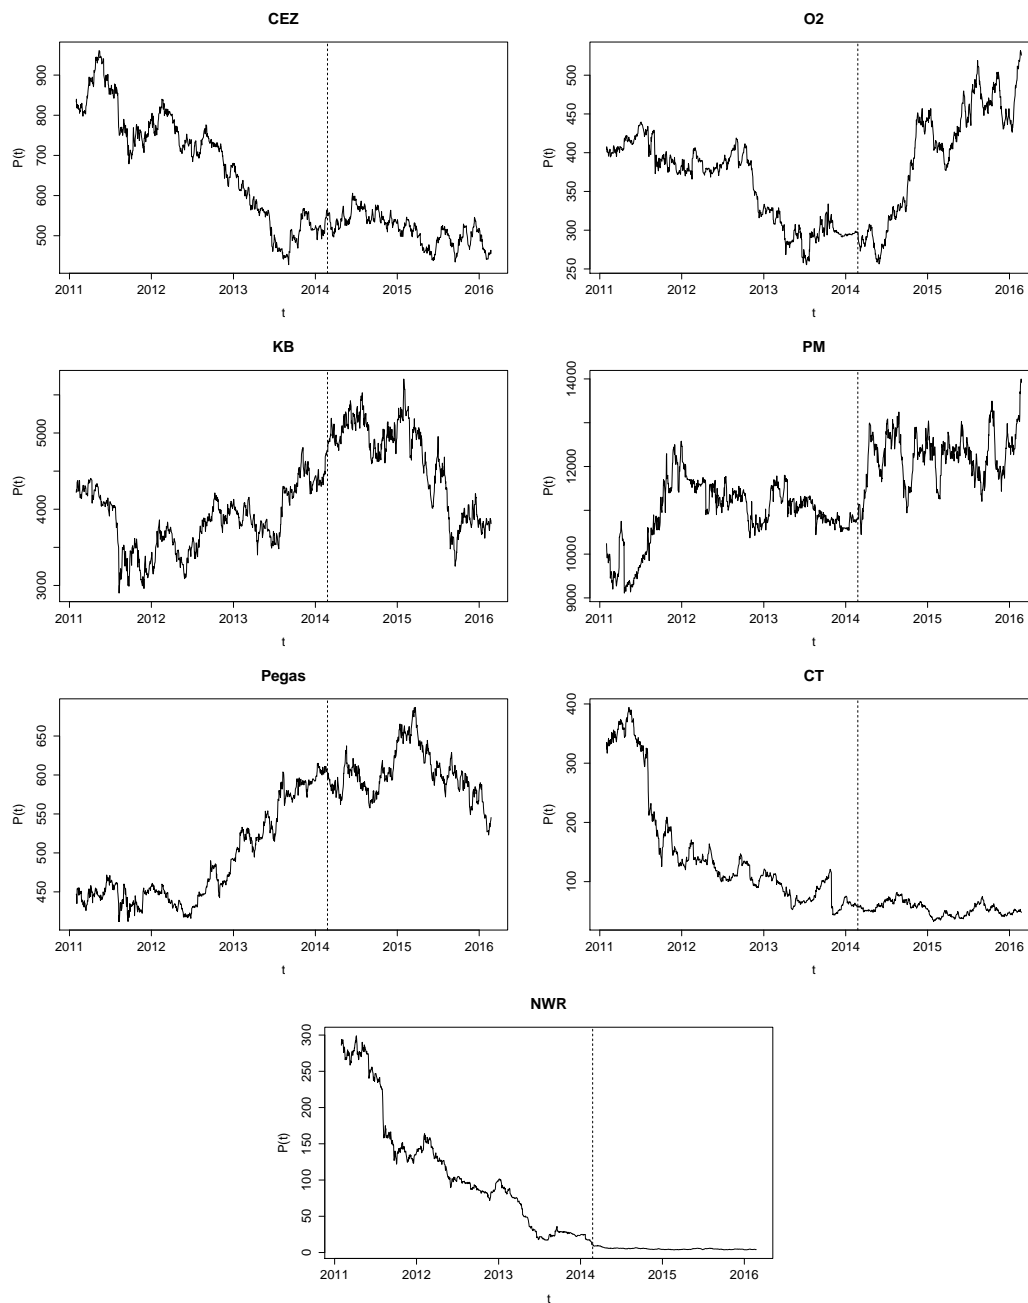 CEZ
P(t)
900
800
700
600
500
2011 2012 2013 2014 2015 2016
t
O2
P(t)
500
450
400
350
300
250
2011 2012 2013 2014 2015 2016
t
KB
P(t)
5000
4000
3000
2011 2012 2013 2014 2015 2016
t
PM
P(t)
14000
12000
10000
9000
2011 2012 2013 2014 2015 2016
t
Pegas
P(t)
650
600
550
500
450
2011 2012 2013 2014 2015 2016
t
CT
P(t)
400
300
200
100
2011 2012 2013 2014 2015 2016
t
NWR
P(t)
300
250
200
150
100
50
0
2011 2012 2013 2014 2015 2016
t